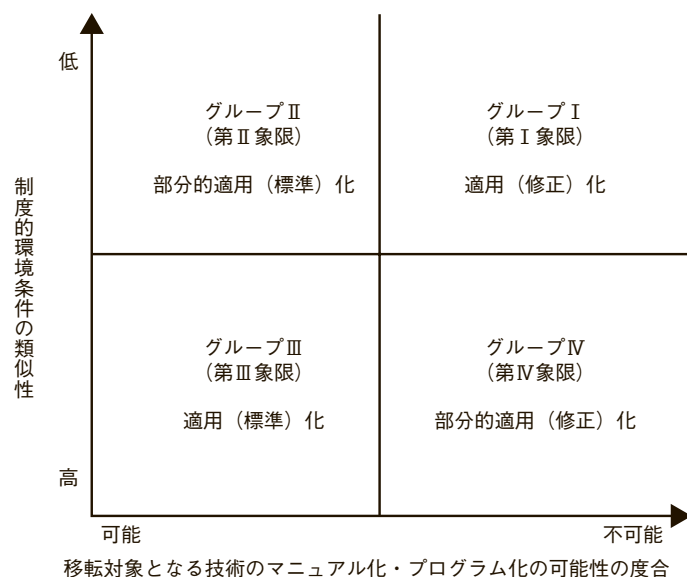 低
グループⅡ
（第Ⅱ象限）
部分的適用（標準）化
グループⅠ
（第Ⅰ象限）
適用（修正）化
制度的環境条件の類似性
グループⅢ
（第Ⅲ象限）
適用（標準）化
グループⅣ
（第Ⅳ象限）
部分的適用（修正）化
高
可能
不可能
移転対象となる技術のマニュアル化・プログラム化の可能性の度合